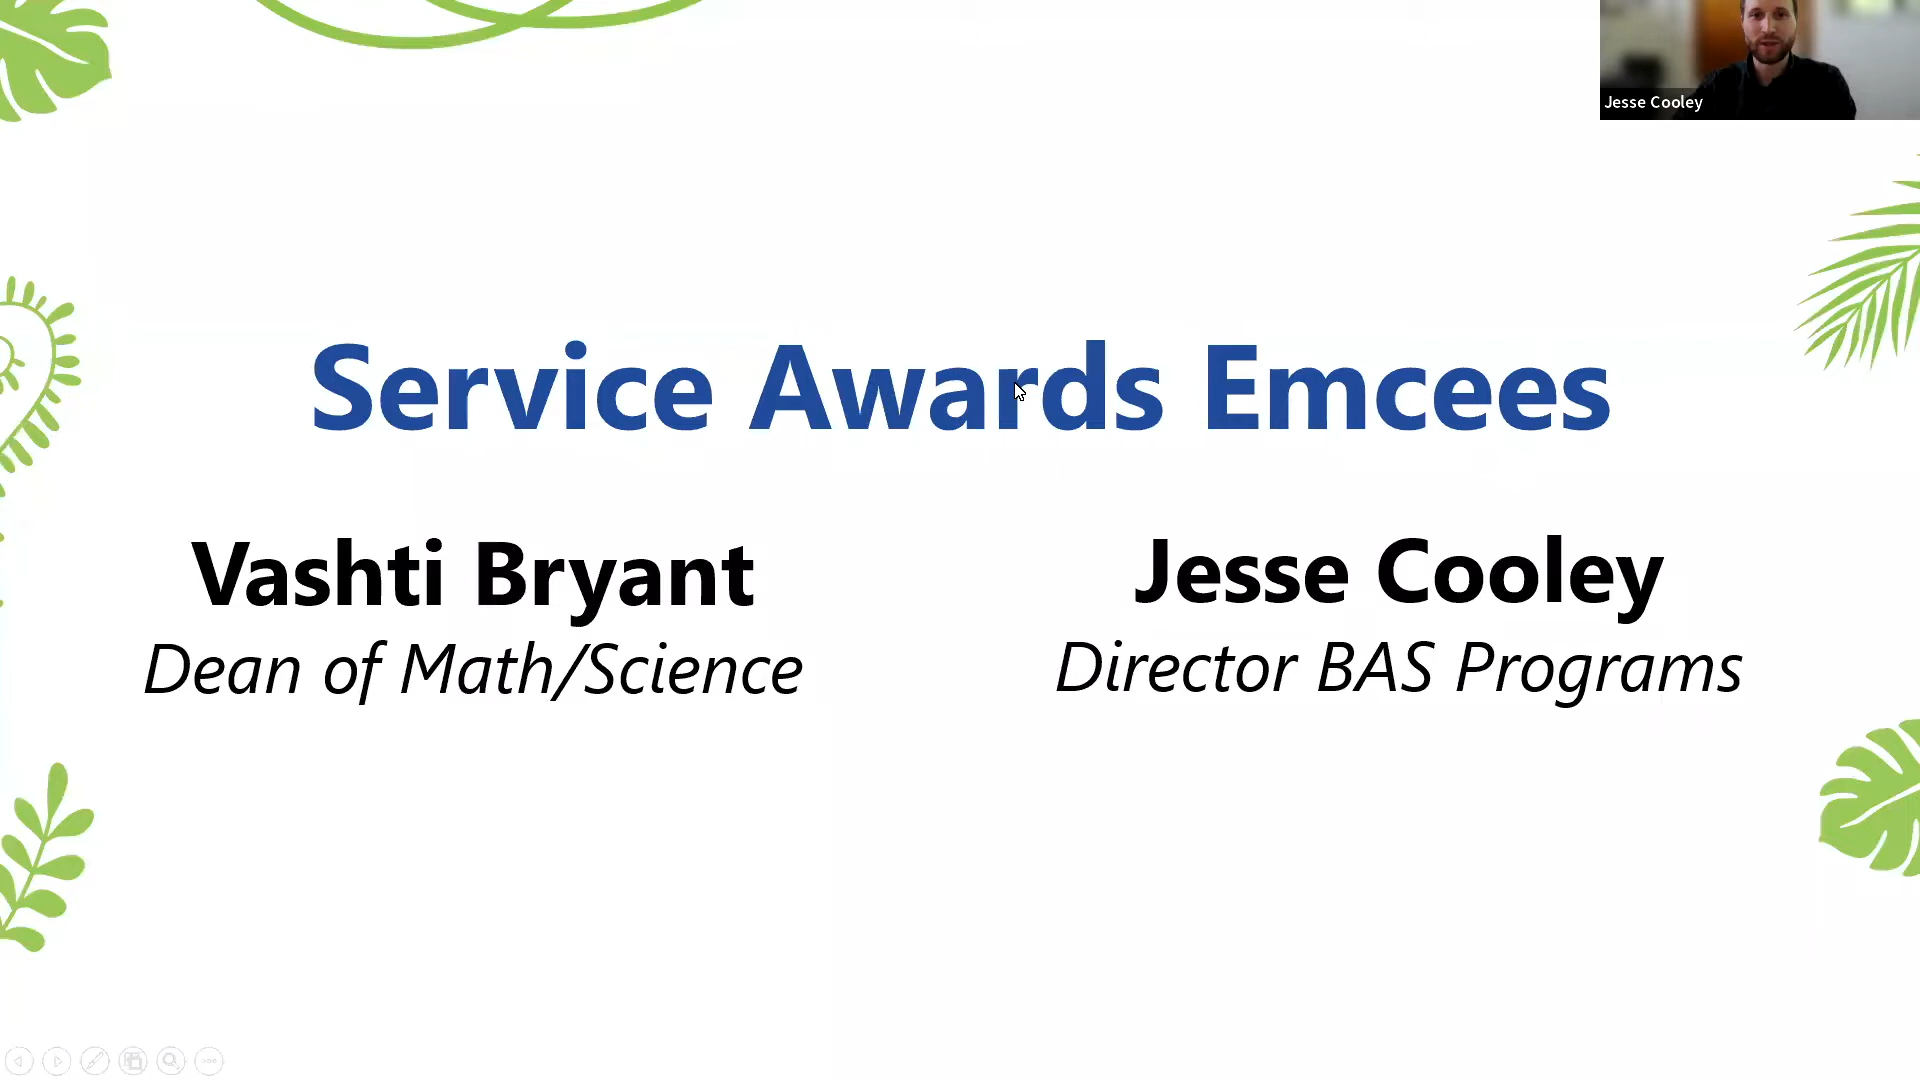 Jesse Cooley
Service Awards Emcees
Vashti Bryant
Dean of Math/Science
Jesse Cooley
Director BAS Programs